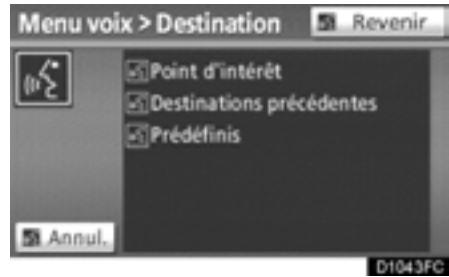 Menu voix > Destination
Revenir
Point d'intérêt
Destinations précédentes
Prédéfinis
Annul.
D1043FC